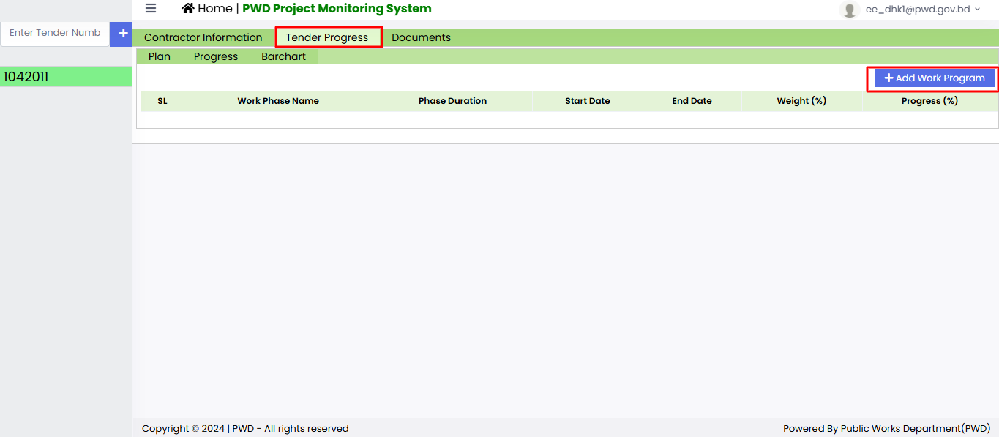 Home | PWD Project Monitoring System
ee_dhk1@pwd.gov.bd
Enter Tender Numb
+
Contractor Information Tender Progress Documents
Plan Progress Barchart
1042011
+ Add Work Program
SL Work Phase Name Phase Duration Start Date End Date Weight (%) Progress (%)
Copyright © 2024 | PWD - All rights reserved
Powered By Public Works Department(PWD)